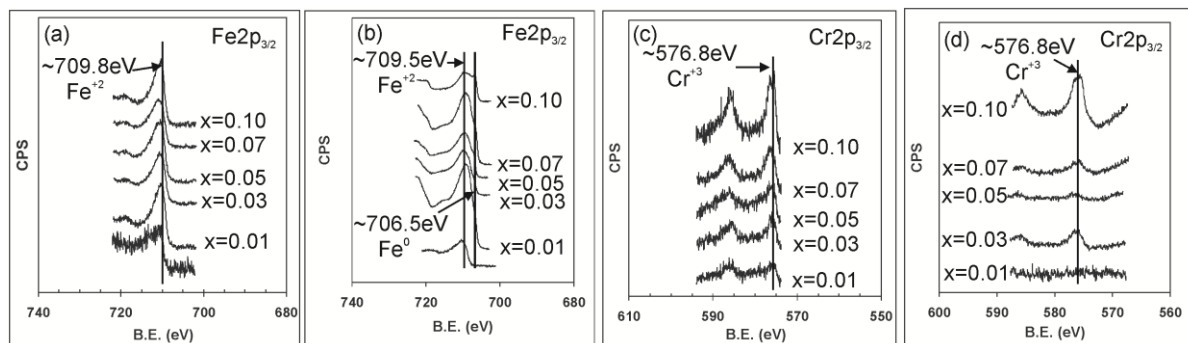 (a) Fe2p3/2
~709.8eV
Fe+2
x=0.10
x=0.07
x=0.05
x=0.03
x=0.01
CPS
740 720 700 680
B.E. (eV)
(b) Fe2p3/2
~709.5eV
Fe+2
x=0.10
x=0.07
x=0.05
x=0.03
~706.5eV
Fe0
x=0.01
CPS
740 720 700 680
B.E. (eV)
(c) Cr2p3/2
~576.8eV
Cr+3
x=0.10
x=0.07
x=0.05
x=0.03
x=0.01
CPS
610 590 570 550
B.E. (eV)
(d) Cr2p3/2
~576.8eV
Cr+3
x=0.10
x=0.07
x=0.05
x=0.03
x=0.01
CPS
600 590 580 570 560
B.E. (eV)